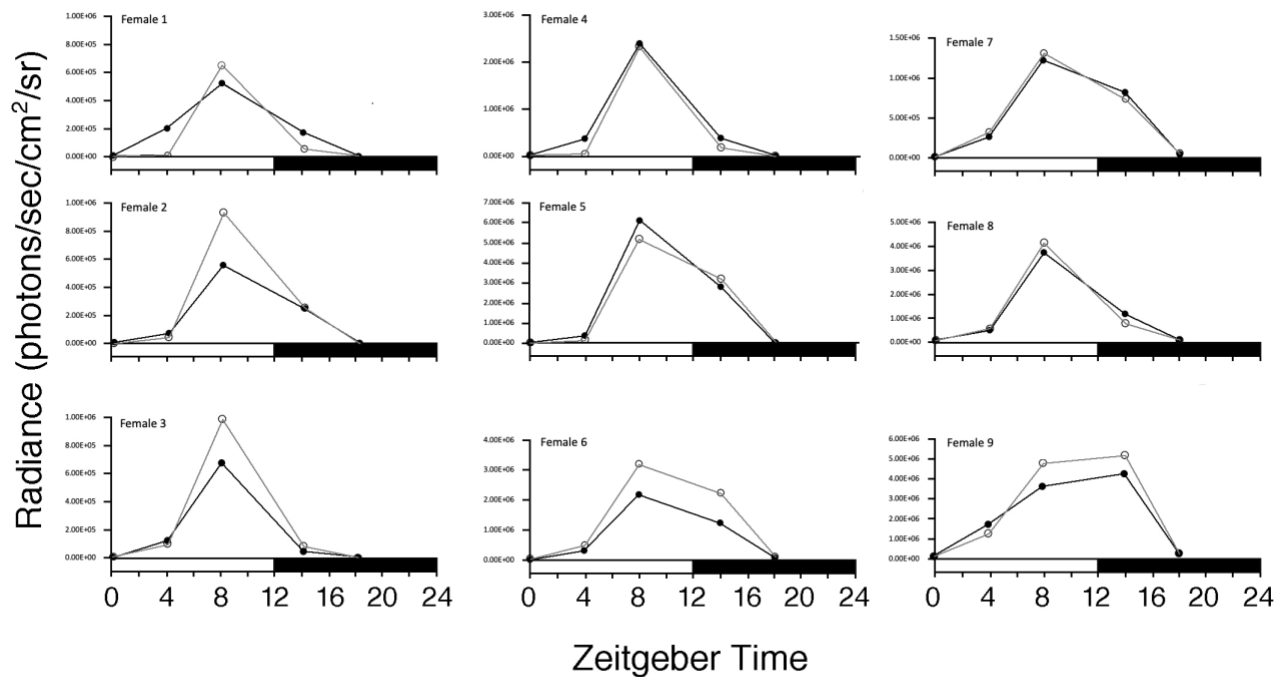 Radiance (photons/sec/cm²/sr)
Female 1
1.00E+06
8.00E+05
6.00E+05
4.00E+05
2.00E+05
0.00E+00
Female 4
3.00E+06
2.00E+06
1.00E+06
0.00E+00
Female 7
1.50E+06
1.00E+06
5.00E+05
0.00E+00
Female 2
1.00E+06
8.00E+05
6.00E+05
4.00E+05
2.00E+05
0.00E+00
Female 5
7.00E+06
6.00E+06
5.00E+06
4.00E+06
3.00E+06
2.00E+06
1.00E+06
0.00E+00
Female 8
5.00E+06
4.00E+06
3.00E+06
2.00E+06
1.00E+06
0.00E+00
Female 3
1.00E+06
8.00E+05
6.00E+05
4.00E+05
2.00E+05
0.00E+00
Female 6
4.00E+06
3.00E+06
2.00E+06
1.00E+06
0.00E+00
Female 9
6.00E+06
5.00E+06
4.00E+06
3.00E+06
2.00E+06
1.00E+06
0.00E+00
0 4 8 12 16 20 24
0 4 8 12 16 20 24
0 4 8 12 16 20 24
Zeitgeber Time